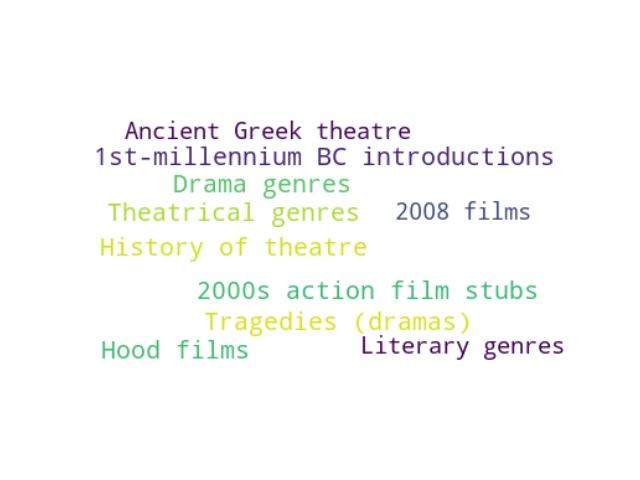 Ancient Greek theatre
1st-millennium BC introductions
Drama genres
Theatrical genres
2008 films
History of theatre
2000s action film stubs
Tragedies (dramas)
Hood films
Literary genres